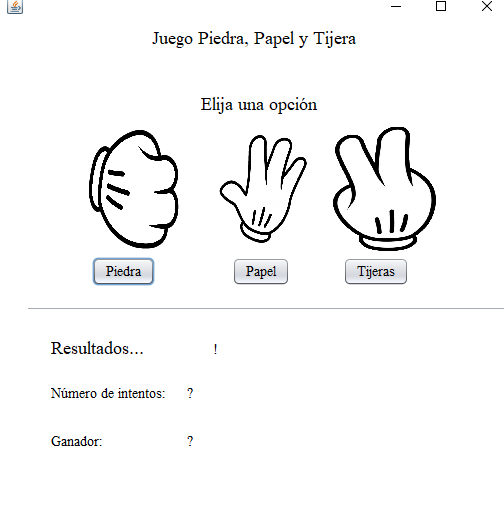 Juego Piedra, Papel y Tijera
Elija una opción
Piedra Papel Tijeras
Resultados... !
Número de intentos: ?
Ganador: ?